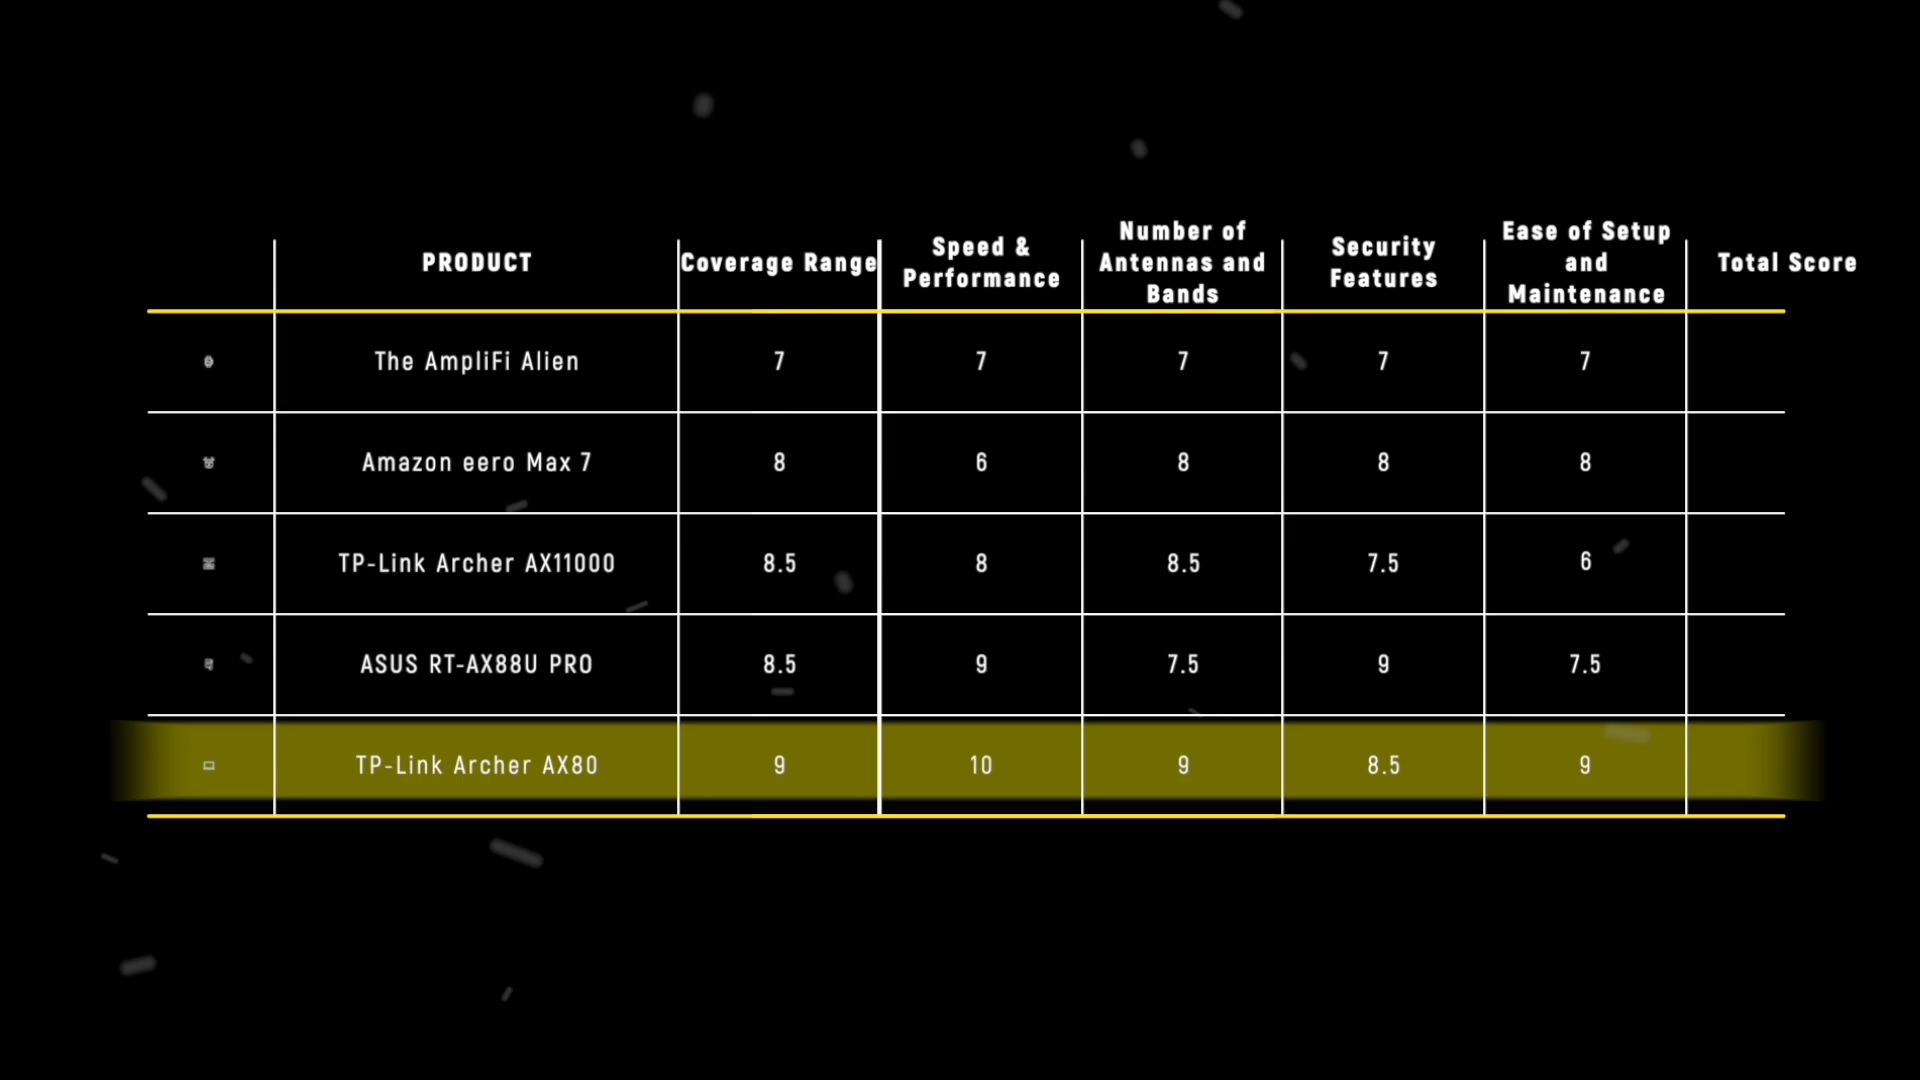 PRODUCT
Coverage Range
Speed &
Performance
Number of
Antennas and
Bands
Security
Features
Ease of Setup
and
Maintenance
Total Score
The AmpliFi Alien 7 7 7 7 7
Amazon eero Max 7 8 6 8 8 8
TP-Link Archer AX11000 8.5 8 8.5 7.5 6
ASUS RT-AX88U PRO 8.5 9 7.5 9 7.5
TP-Link Archer AX80 9 10 9 8.5 9